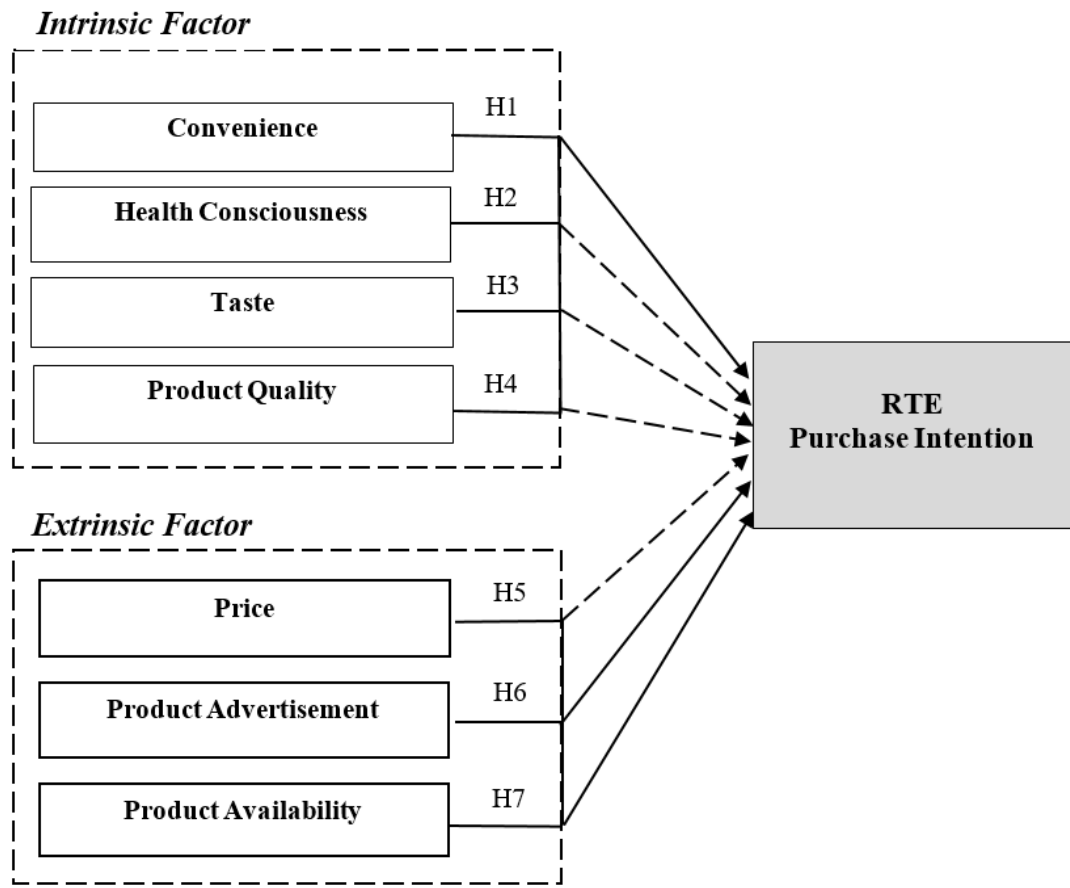 Intrinsic Factor
Convenience
H1
Health Consciousness
H2
Taste
H3
Product Quality
H4
RTE
Purchase Intention
Extrinsic Factor
Price
H5
Product Advertisement
H6
Product Availability
H7